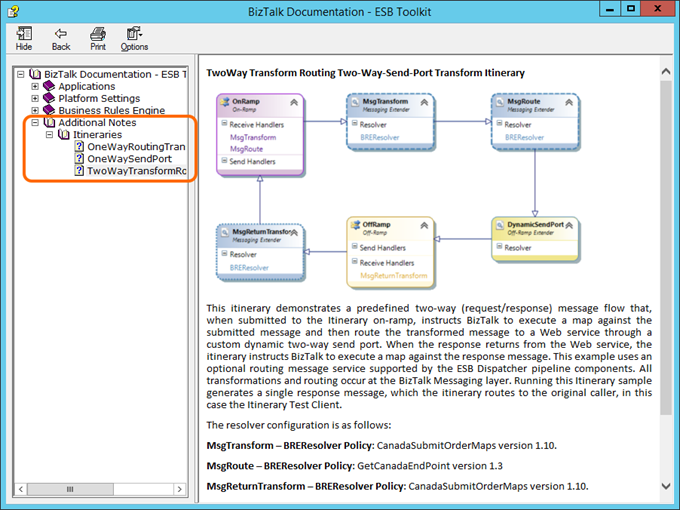 BizTalk Documentation - ESB Toolkit
Hide
Back
Print
Options
BizTalk Documentation - ESB T
Applications
Platform Settings
Business Rules Engine
Additional Notes
Itineraries
OneWayRoutingTran
OneWaySendPort
TwoWayTransformRo
TwoWay Transform Routing Two-Way-Send-Port Transform Itinerary
OnRamp
On-Ramp
Receive Handlers
MsgTransform
MsgRoute
Send Handlers
MsgTransform
Messaging Extender
Resolver
BREResolver
MsgRoute
Messaging Extender
Resolver
BREResolver
MsgReturnTransfor
Messaging Extender
Resolver
BREResolver
OffRamp
Off-Ramp
Send Handlers
Receive Handlers
MsgReturnTransform
DynamicSendPort
Off-Ramp Extender
Resolver
This itinerary demonstrates a predefined two-way (request/response) message flow that,
when submitted to the Itinerary on-ramp, instructs BizTalk to execute a map against the
submitted message and then route the transformed message to a Web service through a
custom dynamic two-way send port. When the response returns from the Web service, the
itinerary instructs BizTalk to execute a map against the response message. This example uses an
optional routing message service supported by the ESB Dispatcher pipeline components. All
transformations and routing occur at the BizTalk Messaging layer. Running this Itinerary sample
generates a single response message, which the itinerary routes to the original caller, in this
case the Itinerary Test Client.
The resolver configuration is as follows:
MsgTransform – BREResolver Policy: CanadaSubmitOrderMaps version 1.10.
MsgRoute – BREResolver Policy: GetCanadaEndPoint version 1.3
MsgReturnTransform – BREResolver Policy: CanadaSubmitOrderMaps version 1.10.